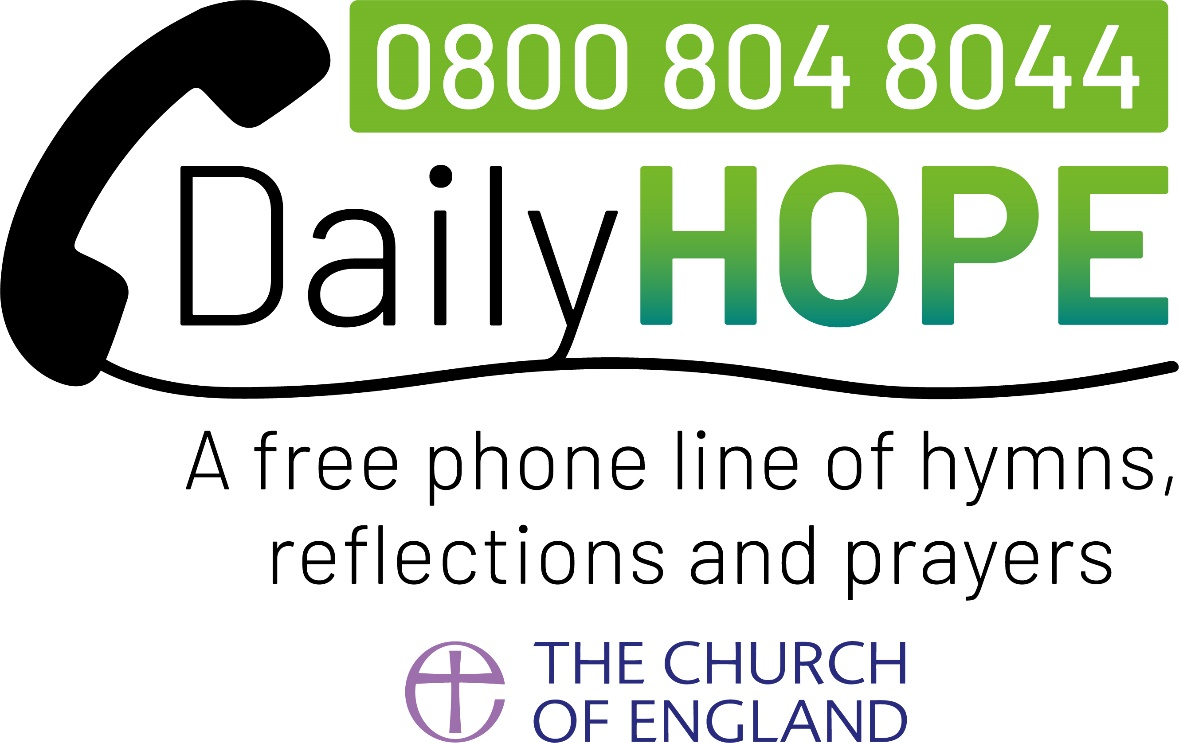 0800 804 8044
DailyHOPE
A free phone line of hymns,
reflections and prayers
THE CHURCH
OF ENGLAND